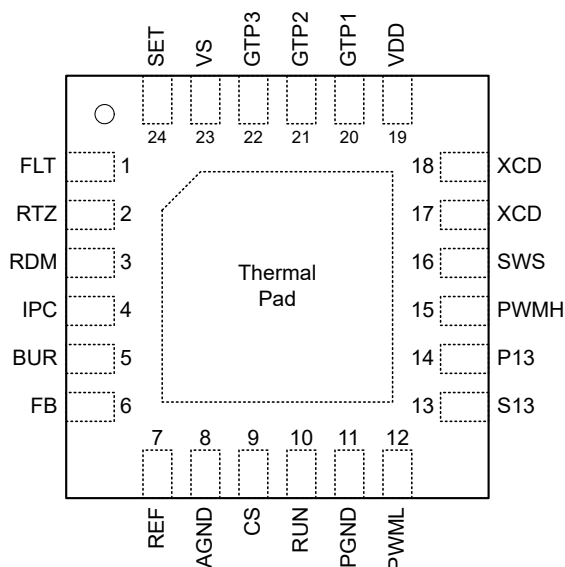 SET
VS
GTP3
GTP2
GTP1
VDD
24
23
22
21
20
19
FLT 1
RTZ 2
RDM 3
IPC 4
BUR 5
FB 6
Thermal
Pad
18 XCD
17 XCD
16 SWS
15 PWMH
14 P13
13 S13
7
8
9
10
11
12
REF
AGND
CS
RUN
PGND
PWML